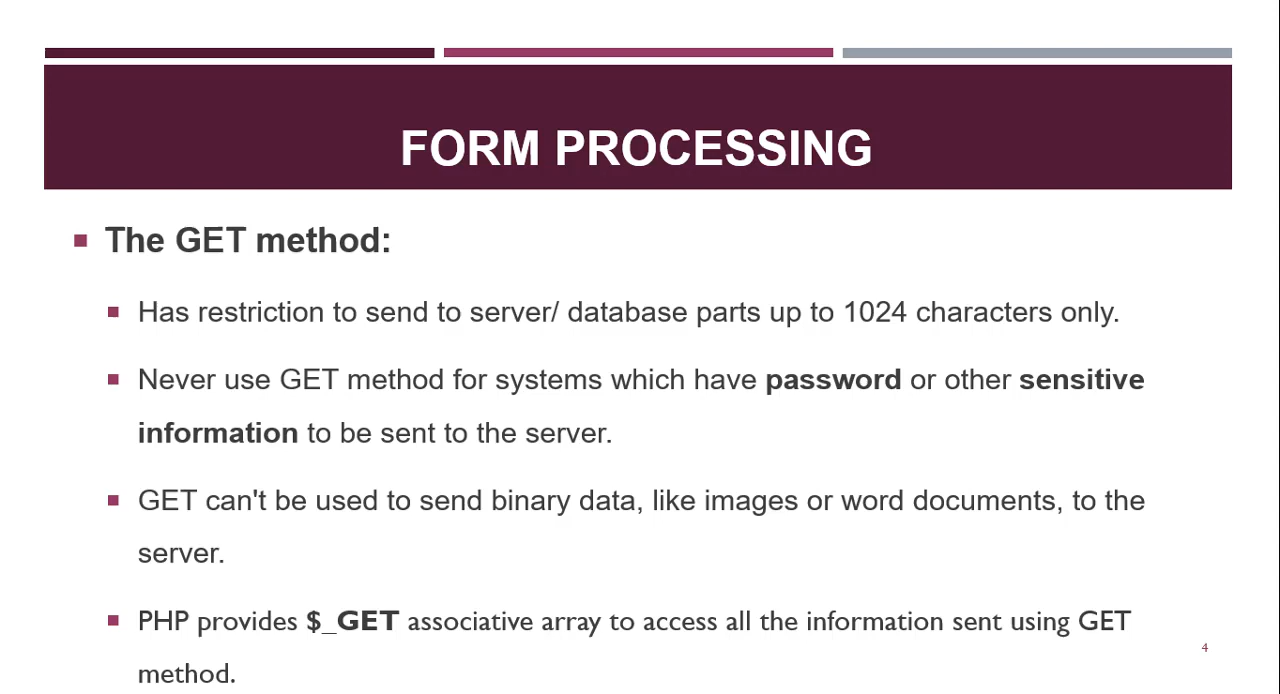 FORM PROCESSING
The GET method:
Has restriction to send to server/ database parts up to 1024 characters only.
Never use GET method for systems which have password or other sensitive
information to be sent to the server.
GET can't be used to send binary data, like images or word documents, to the
server.
PHP provides $_GET associative array to access all the information sent using GET
method.
4